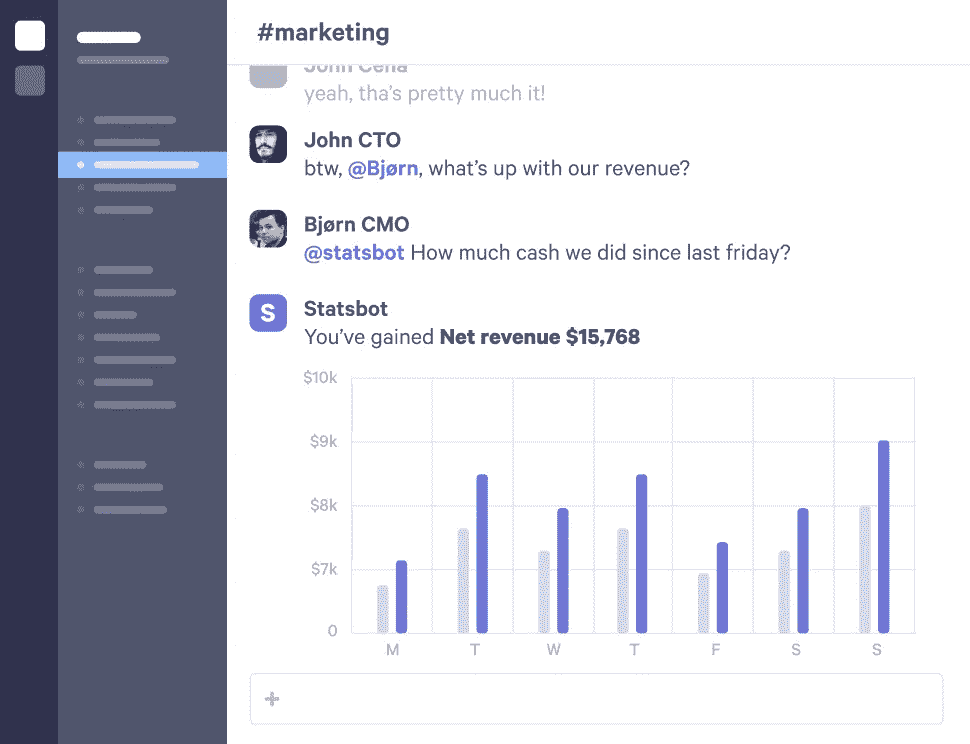 #marketing
John Cena
yeah, tha's pretty much it!
John CTO
btw, @Bjørn, what's up with our revenue?
Bjørn CMO
@statsbot How much cash we did since last friday?
S
Statsbot
You've gained Net revenue $15,768
$10k
$9k
$8k
$7k
0
M T W T F S S